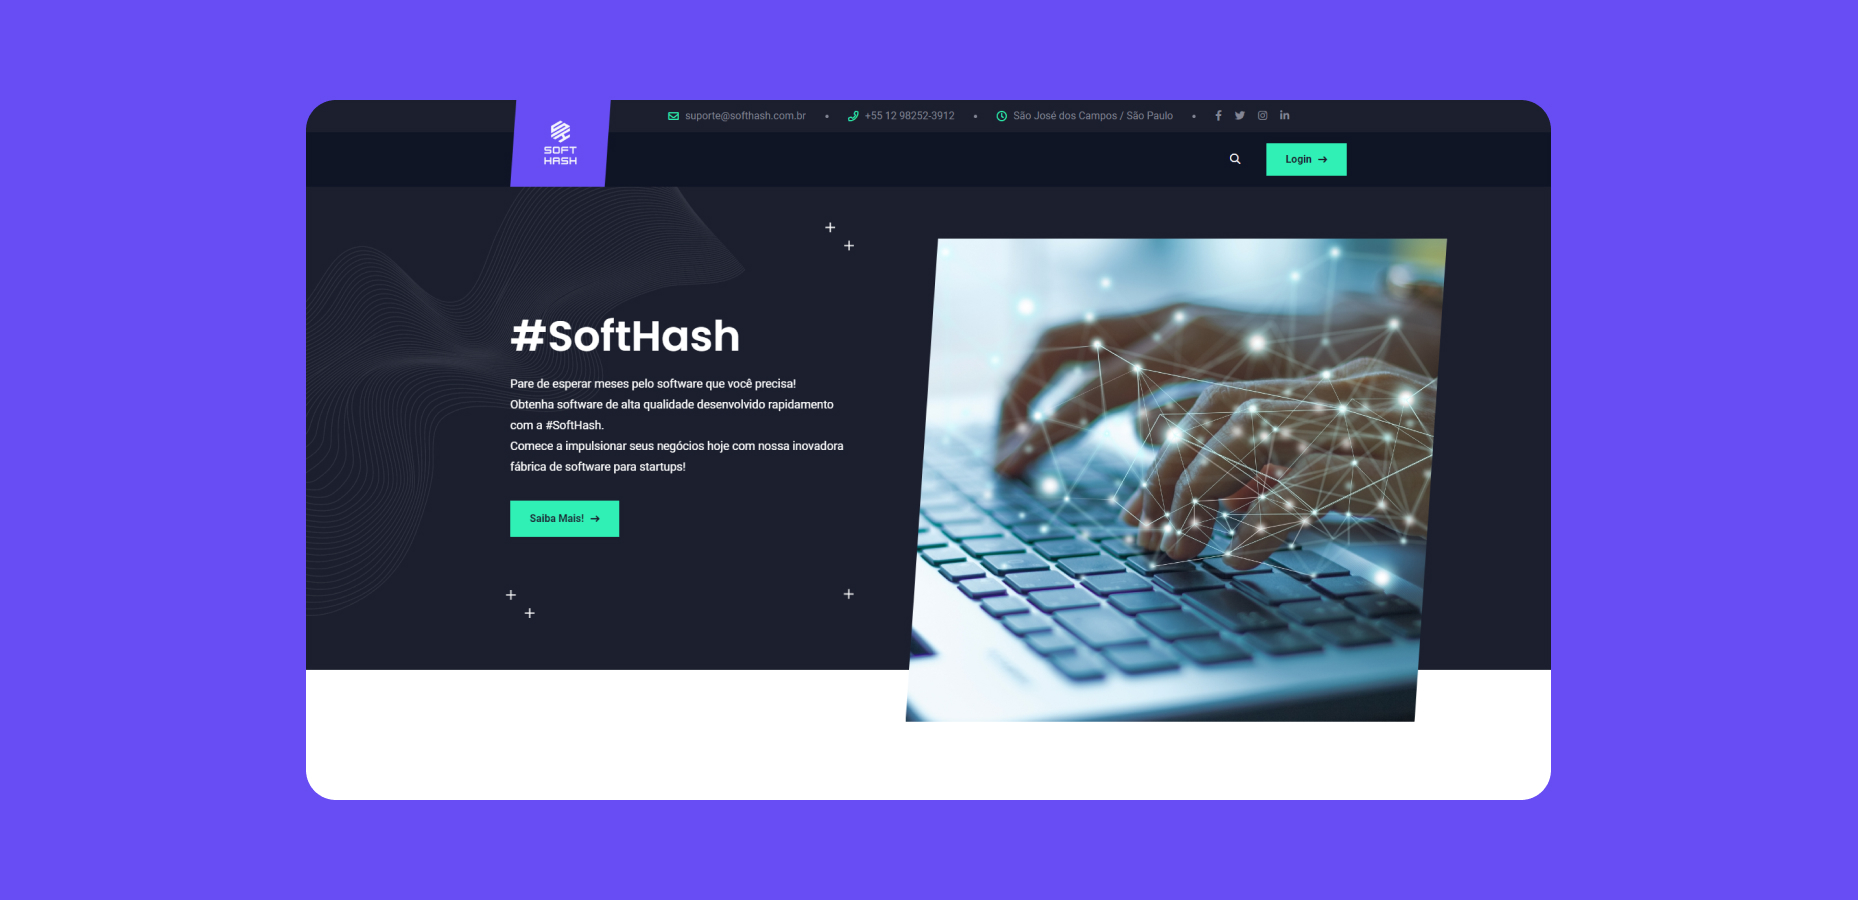 suporte@softhash.com.br
+55 12 98252-3912
São José dos Campos / São Paulo
SOFT
HASH
Login
#SoftHash
Pare de esperar meses pelo software que você precisa!
Obtenha software de alta qualidade desenvolvido rapidamento
com a #SoftHash.
Comece a impulsionar seus negócios hoje com nossa inovadora
fábrica de software para startups!
Saiba Mais!